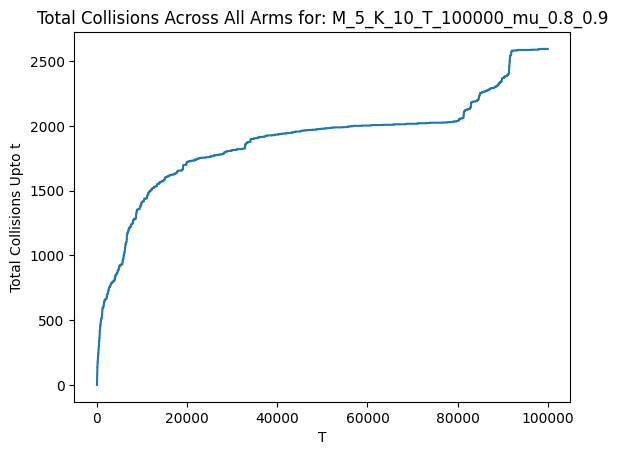 Total Collisions Across All Arms for: M_5_K_10_T_100000_mu_0.8_0.9
Total Collisions Upto t
2500
2000
1500
1000
500
0
0 20000 40000 60000 80000 100000
T